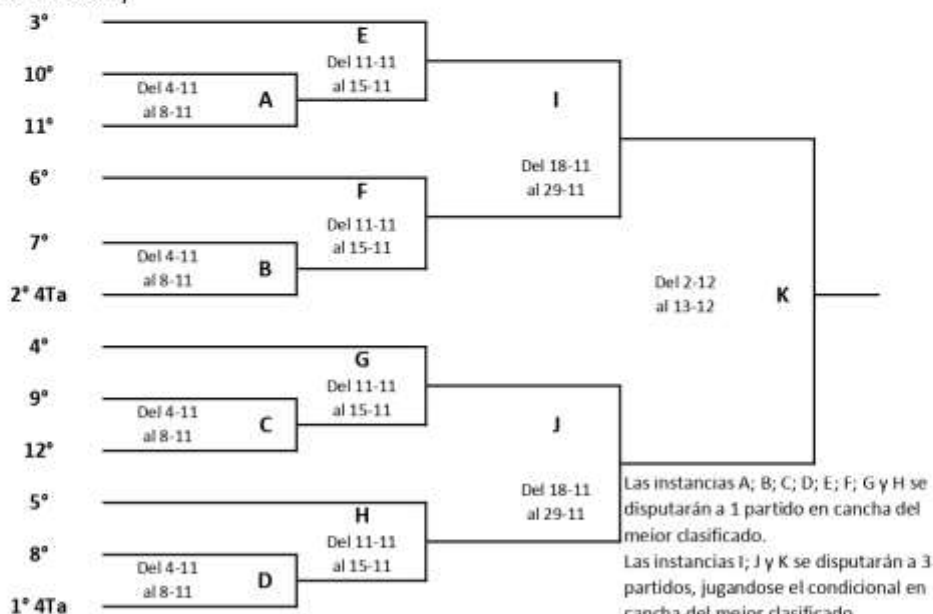 3°
E
Del 11-11
al 15-11
10°
Del 4-11
al 8-11
A
11°
I
Del 18-11
al 29-11
6°
F
Del 11-11
al 15-11
7°
Del 4-11
al 8-11
B
2° 4Ta
Del 2-12
al 13-12
K
4°
G
Del 11-11
al 15-11
9°
Del 4-11
al 8-11
C
12°
J
Del 18-11
al 29-11
5°
H
Del 11-11
al 15-11
8°
Del 4-11
al 8-11
D
1° 4Ta
Las instancias A; B; C; D; E; F; G y H se
disputarán a 1 partido en cancha del
mejor clasificado.
Las instancias I; J y K se disputarán a 3
partidos, jugandose el condicional en
cancha del mejor clasificado